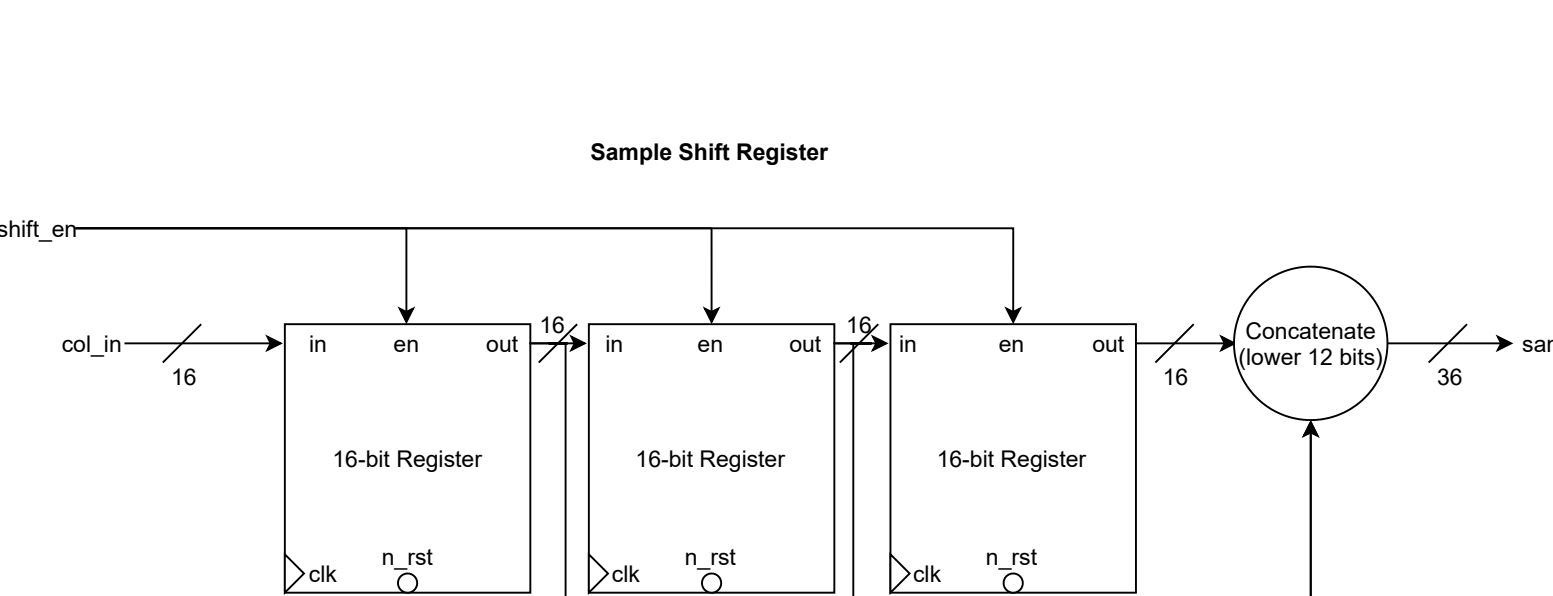 Sample Shift Register
shift_en
col_in
16
in
en
out
16
in
en
out
16
in
en
out
16
Concatenate
(lower 12 bits)
36
sar
16-bit Register
16-bit Register
16-bit Register
n_rst
clk
n_rst
clk
n_rst
clk